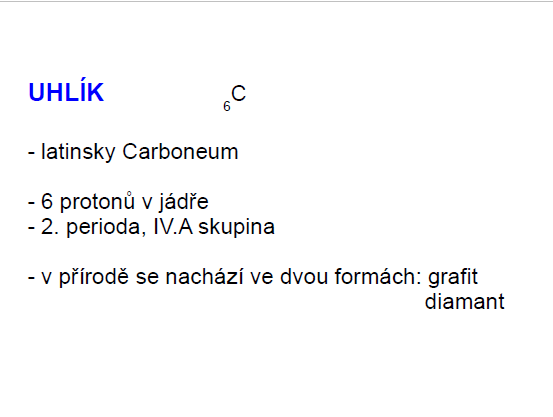 UHLÍK ₆C
- latinsky Carboneum
- 6 protonů v jádře
- 2. perioda, IV.A skupina
- v přírodě se nachází ve dvou formách: grafit
diamant